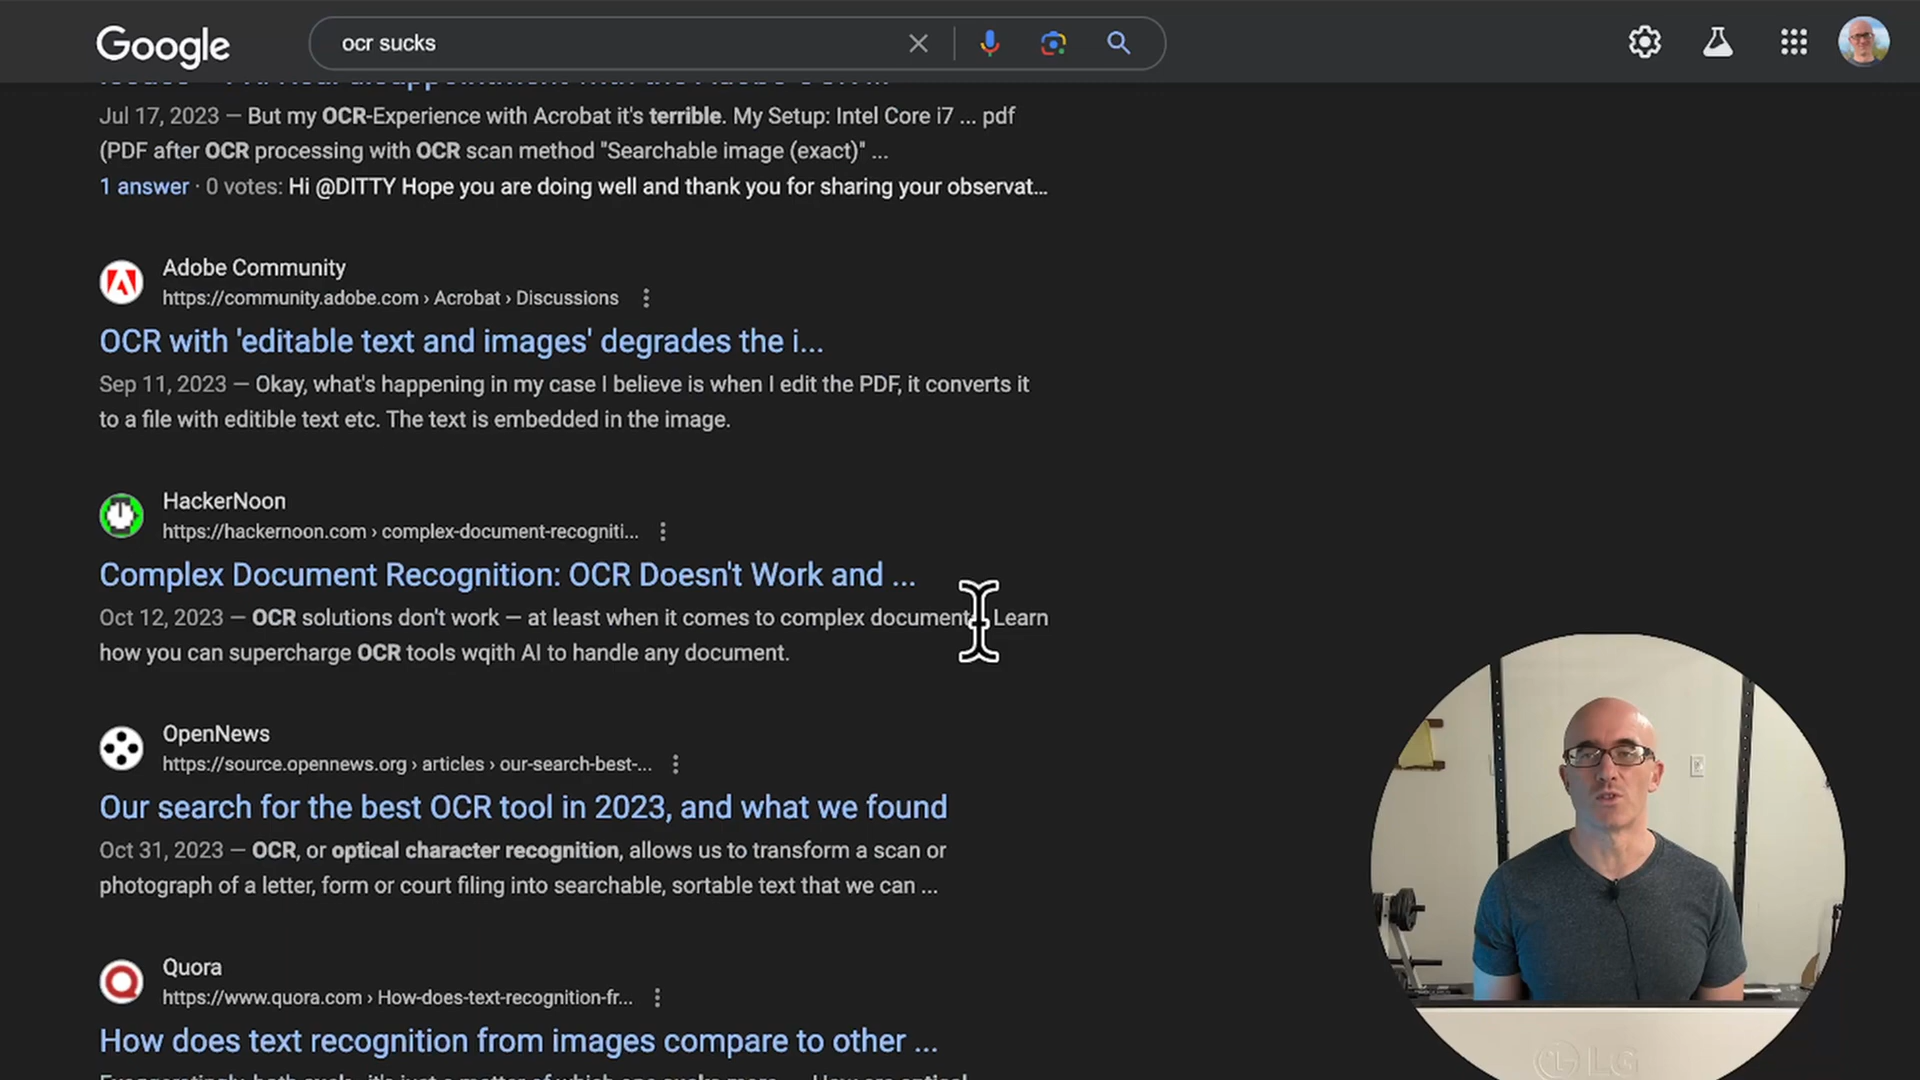 Google
ocr sucks
Jul 17, 2023 — But my OCR-Experience with Acrobat it's terrible. My Setup: Intel Core i7 ... pdf
(PDF after OCR processing with OCR scan method "Searchable image (exact)" ...
1 answer · 0 votes: Hi @DITTY Hope you are doing well and thank you for sharing your observat...
Adobe Community
https://community.adobe.com › Acrobat › Discussions
OCR with 'editable text and images' degrades the i...
Sep 11, 2023 — Okay, what's happening in my case I believe is when I edit the PDF, it converts it
to a file with editible text etc. The text is embedded in the image.
HackerNoon
https://hackernoon.com › complex-document-recogniti...
Complex Document Recognition: OCR Doesn't Work and ...
Oct 12, 2023 — OCR solutions don't work — at least when it comes to complex document Learn
how you can supercharge OCR tools wqith AI to handle any document.
OpenNews
https://source.opennews.org › articles › our-search-best-...
Our search for the best OCR tool in 2023, and what we found
Oct 31, 2023 — OCR, or optical character recognition, allows us to transform a scan or
photograph of a letter, form or court filing into searchable, sortable text that we can ...
Quora
https://www.quora.com › How-does-text-recognition-fr...
How does text recognition from images compare to other ...
LG